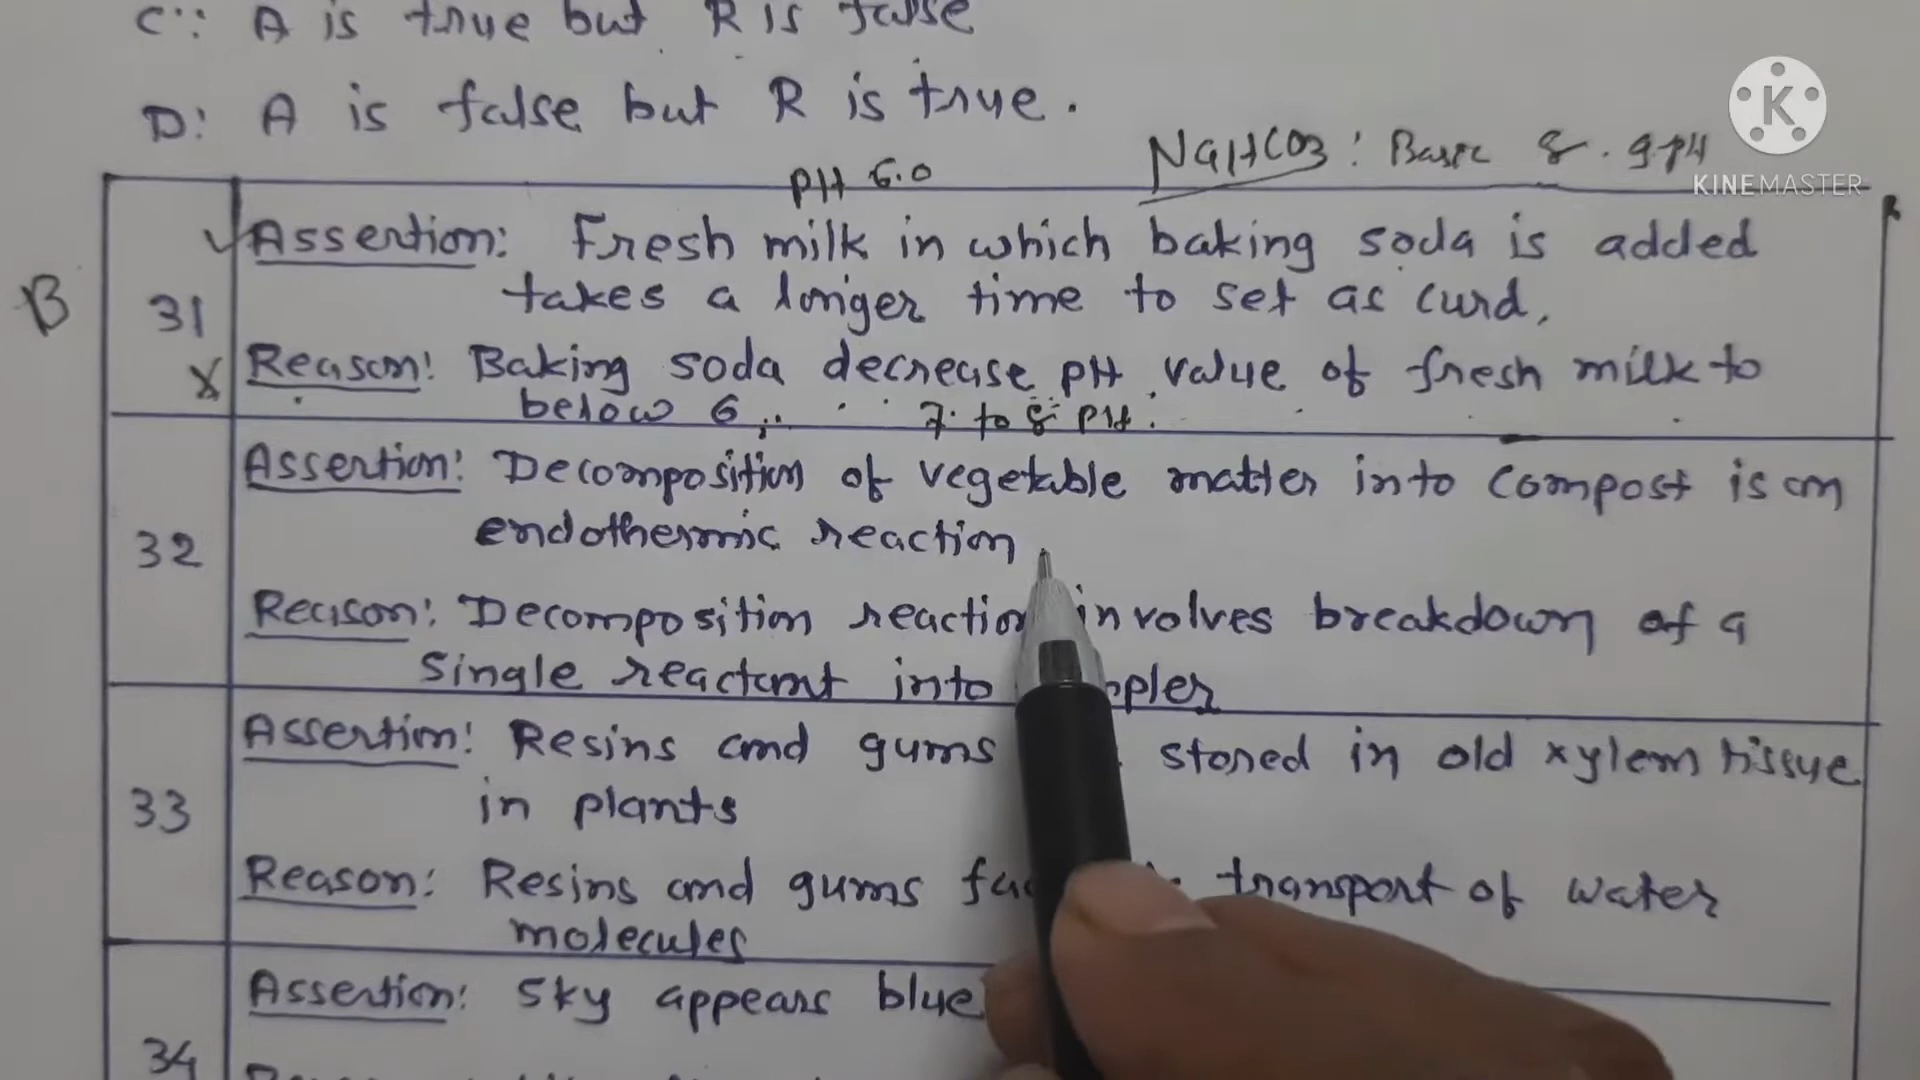 C: A is true but R is false
D: A is false but R is true.
NaHCO3: Basic 8.9 pH
KINEMASTER
pH 6.0
B
31
Assertion: Fresh milk in which baking soda is added
takes a longer time to set as curd.
Reason: Baking soda decrease pH value of fresh milk to
below 6
7 to 8 pH
32
Assertion: Decomposition of vegetable matter into compost is an
endothermic reaction
Reason: Decomposition reaction involves breakdown of a
single reactant into
33
Assertion: Resins and gums stored in old xylem tissue
in plants
Reason: Resins and gums transport of water
molecules
34
Assertion: Sky appears blue